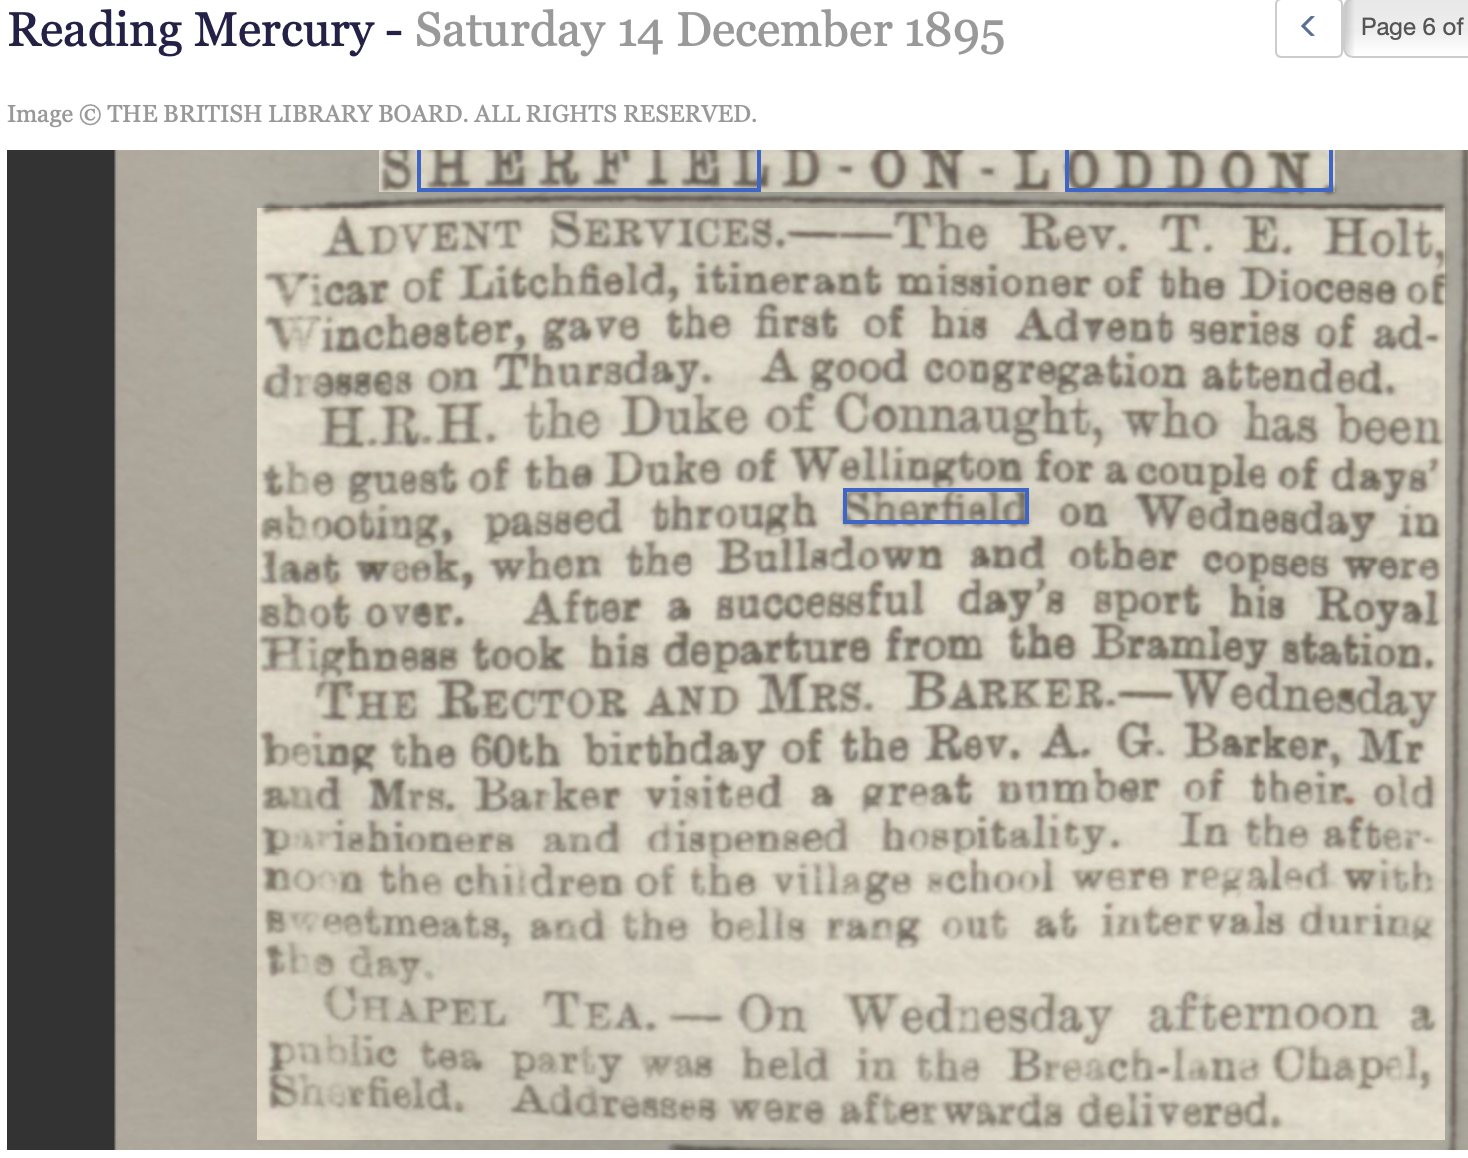 Reading Mercury - Saturday 14 December 1895
Page 6 of
Image © THE BRITISH LIBRARY BOARD. ALL RIGHTS RESERVED.
SHERFIELD-ON-LODDON.
ADVENT SERVICES.——The Rev. T. E. Holt,
Vicar of Litchfield, itinerant missioner of the Diocese of
Winchester, gave the first of his Advent series of ad-
dresses on Thursday. A good congregation attended.
H.R.H. the Duke of Connaught, who has been
the guest of the Duke of Wellington for a couple of days'
shooting, passed through Sherfield on Wednesday in
last week, when the Bullsdown and other copses were
shot over. After a successful day's sport his Royal
Highness took his departure from the Bramley station.
THE RECTOR AND MRS. BARKER.—Wednesday
being the 60th birthday of the Rev. A. G. Barker, Mr
and Mrs. Barker visited a great number of their old
parishioners and dispensed hospitality. In the after-
noon the children of the village school were regaled with
sweetmeats, and the bells rang out at intervals during
the day.
CHAPEL TEA. — On Wednesday afternoon a
public tea party was held in the Breach-lane Chapel,
Sherfield. Addresses were afterwards delivered.